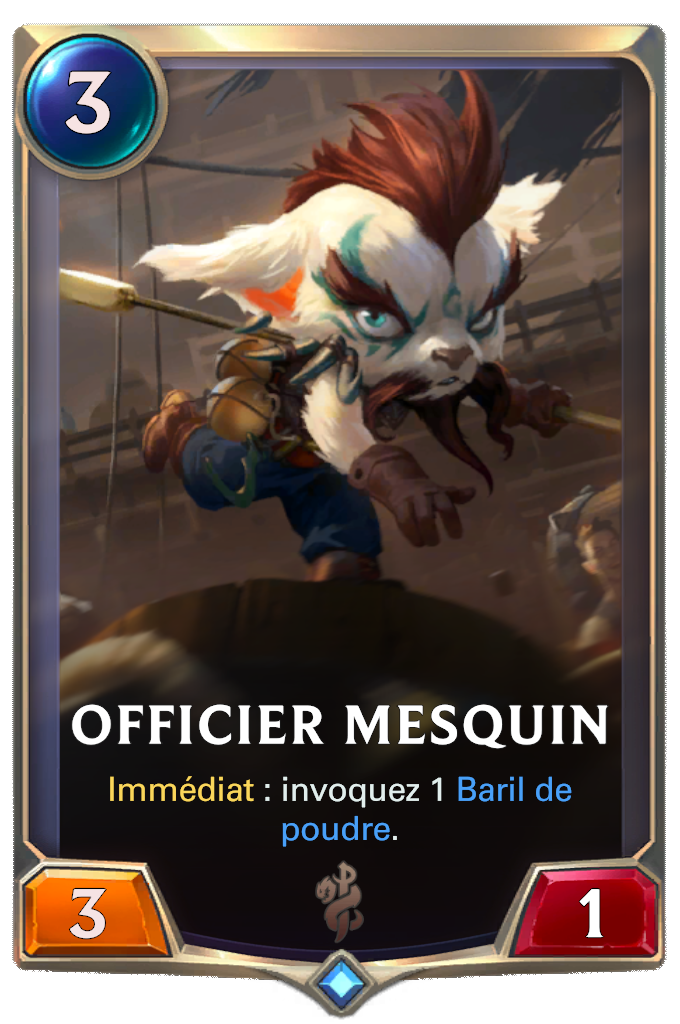 3
OFFICIER MESQUIN
Immédiat : invoquez 1 Baril de
poudre.
3
1